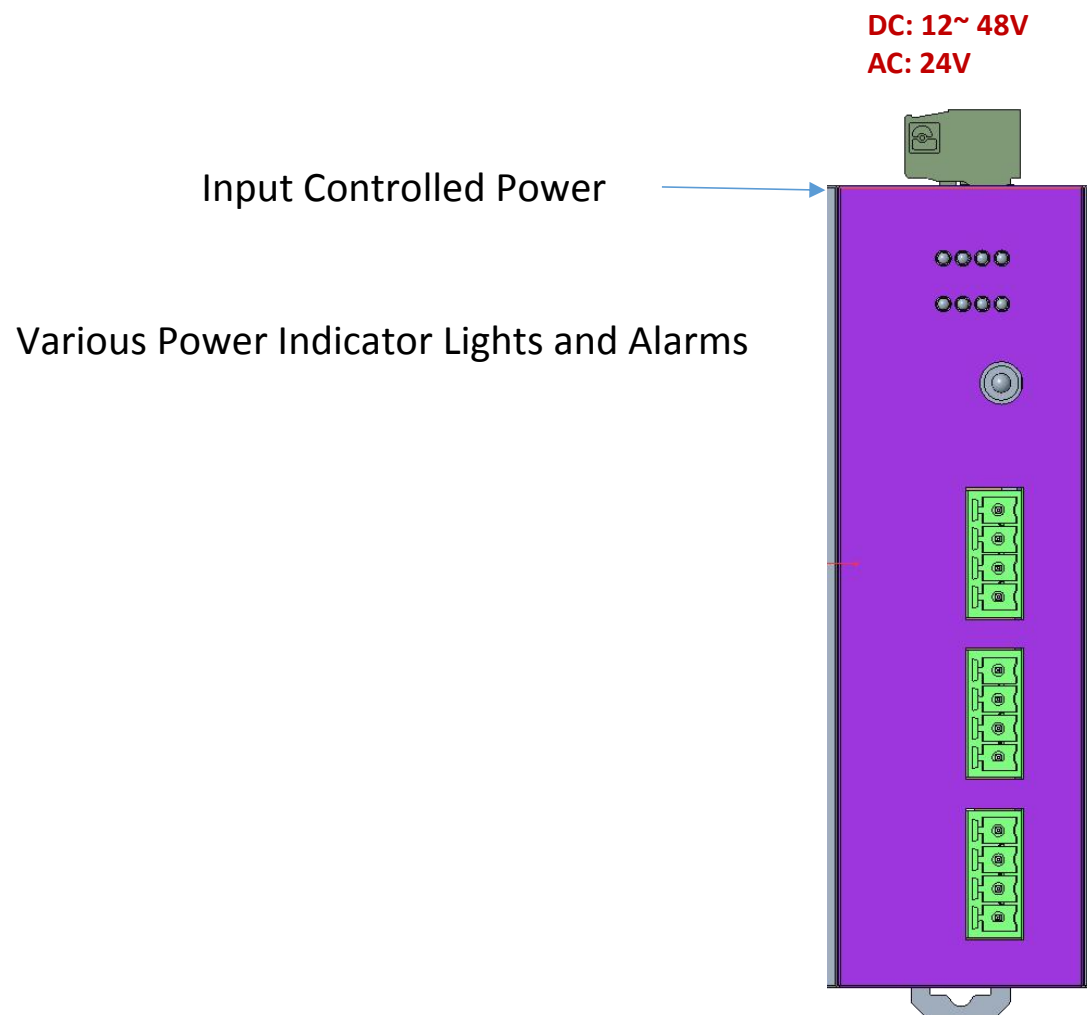 DC: 12~ 48V
AC: 24V
Input Controlled Power
Various Power Indicator Lights and Alarms